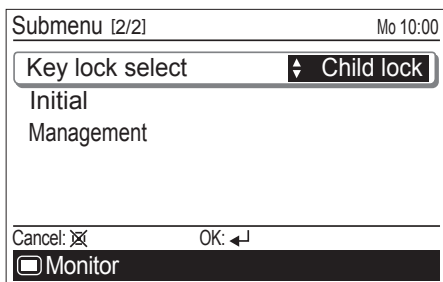 Submenu [2/2] Mo 10:00
Key lock select Child lock
Initial
Management
Cancel: OK:
Monitor